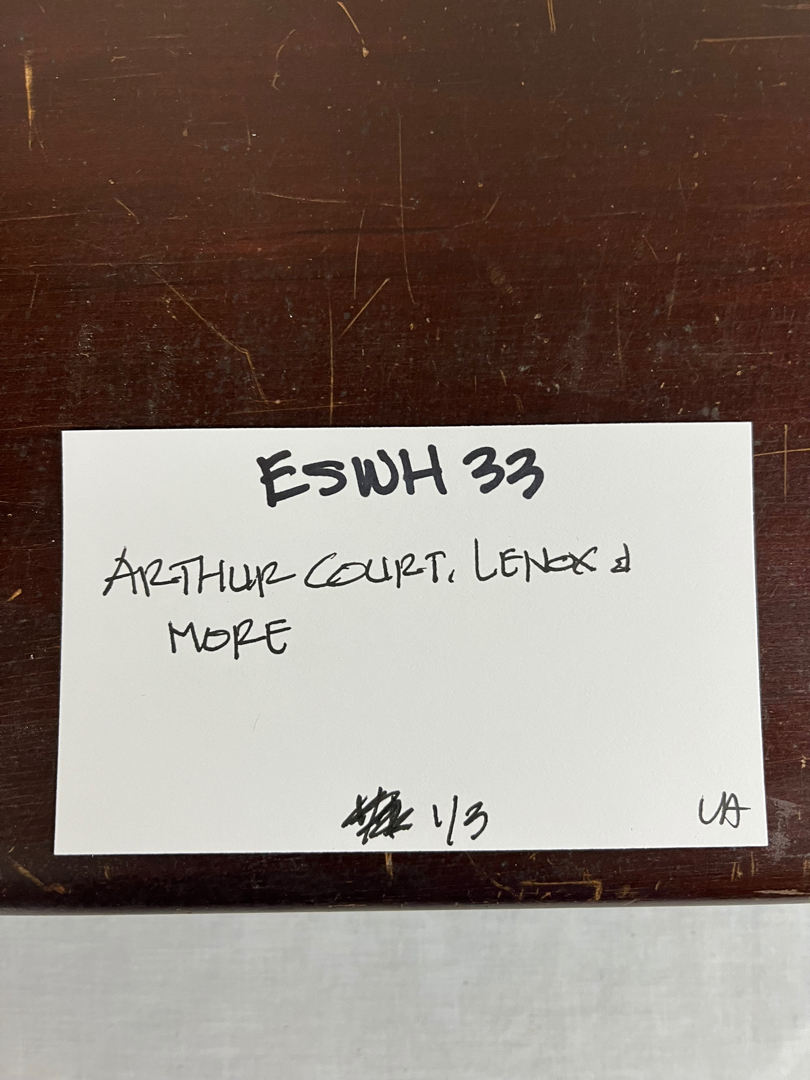 ESWH 33
ARTHUR COURT, LENOX &
MORE
1/3
UA